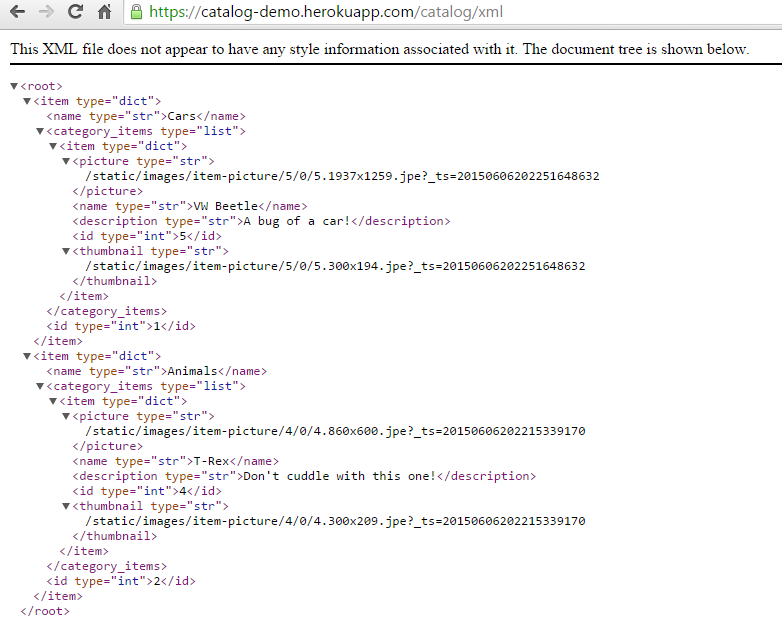 https://catalog-demo.herokuapp.com/catalog/xml
This XML file does not appear to have any style information associated with it. The document tree is shown below.
▼<root>
▼<item type="dict">
<name type="str">Cars</name>
▼<category_items type="list">
▼<item type="dict">
▼<picture type="str">
/static/images/item-picture/5/0/5.1937x1259.jpe?_ts=20150606202251648632
</picture>
<name type="str">VW Beetle</name>
<description type="str">A bug of a car!</description>
<id type="int">5</id>
▼<thumbnail type="str">
/static/images/item-picture/5/0/5.300x194.jpe?_ts=20150606202251648632
</thumbnail>
</item>
</category_items>
<id type="int">1</id>
</item>
▼<item type="dict">
<name type="str">Animals</name>
▼<category_items type="list">
▼<item type="dict">
▼<picture type="str">
/static/images/item-picture/4/0/4.860x600.jpe?_ts=20150606202215339170
</picture>
<name type="str">T-Rex</name>
<description type="str">Don't cuddle with this one!</description>
<id type="int">4</id>
▼<thumbnail type="str">
/static/images/item-picture/4/0/4.300x209.jpe?_ts=20150606202215339170
</thumbnail>
</item>
</category_items>
<id type="int">2</id>
</item>
</root>